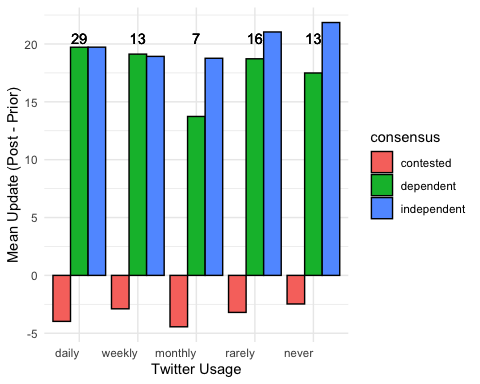 29 13 7 16 13
20
15
10
5
0
-5
Mean Update (Post - Prior)
daily weekly monthly rarely never
Twitter Usage
consensus
contested
dependent
independent